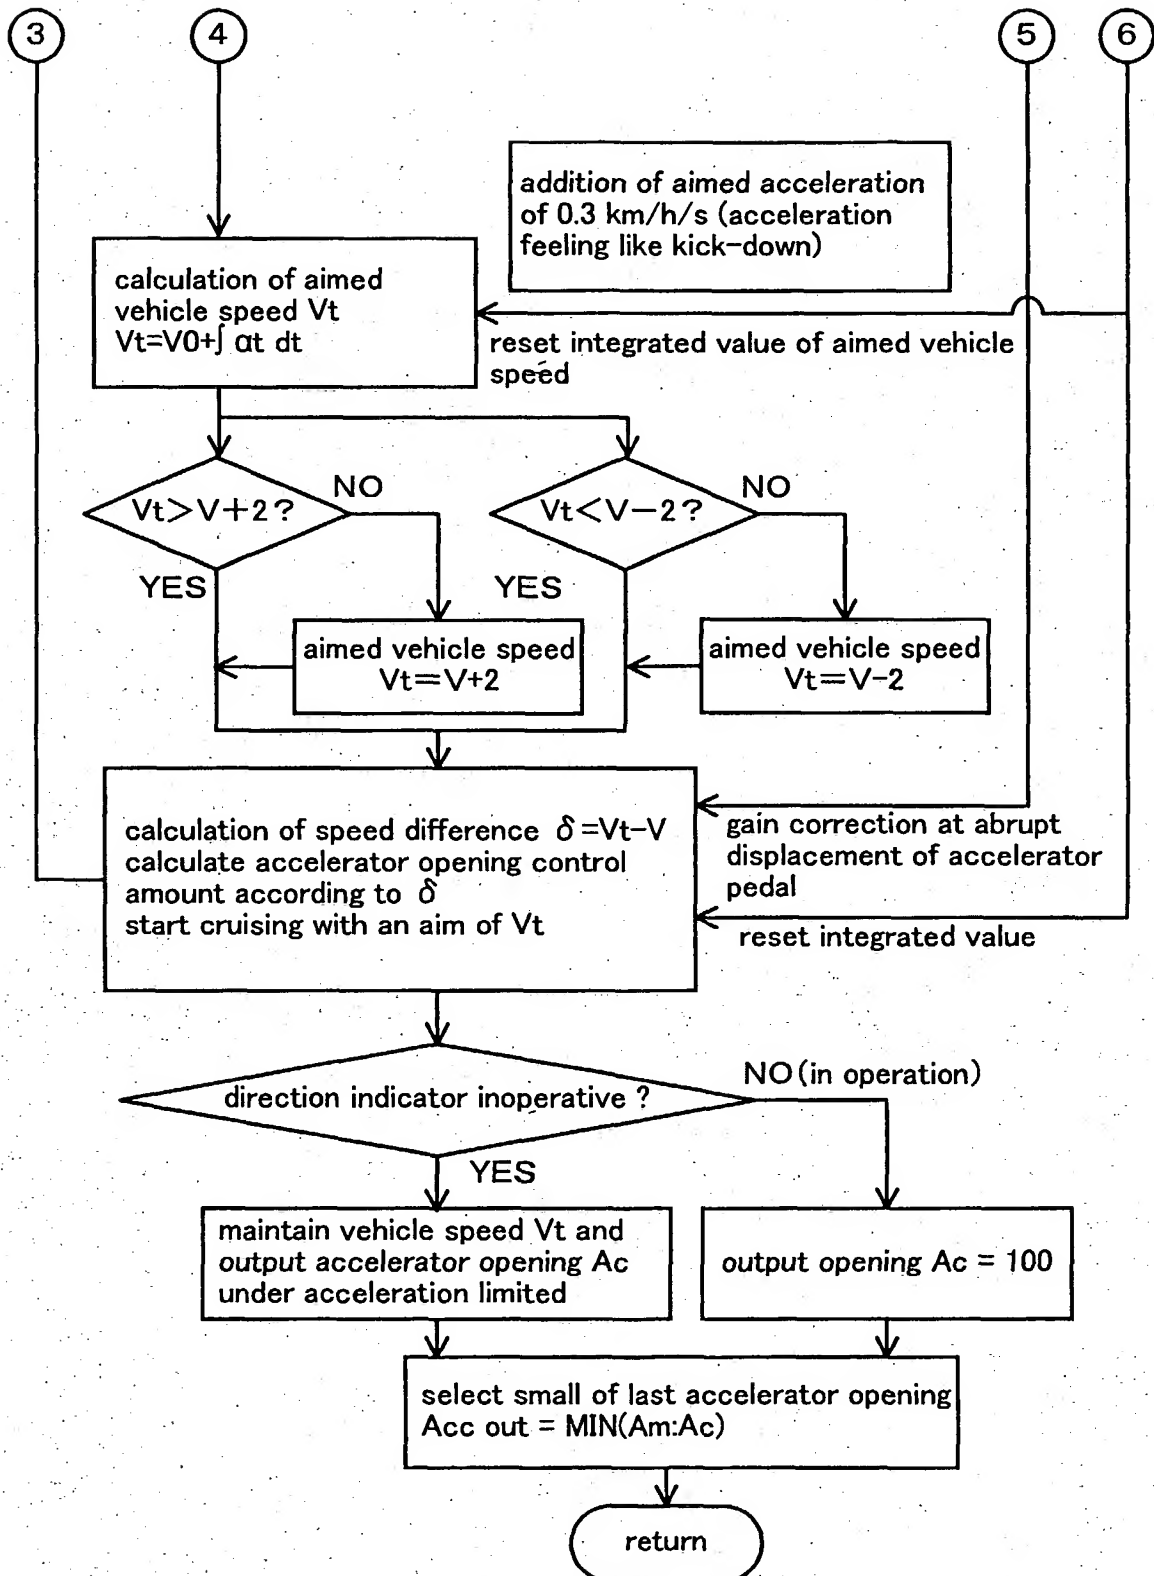 3
4
5
6
addition of aimed acceleration
of 0.3 km/h/s (acceleration
feeling like kick-down)
calculation of aimed
vehicle speed Vt
Vt=V0+∫ αt dt
reset integrated value of aimed vehicle
speed
Vt>V+2?
NO
YES
Vt<V−2?
NO
YES
aimed vehicle speed
Vt=V+2
aimed vehicle speed
Vt=V-2
calculation of speed difference δ=Vt-V
calculate accelerator opening control
amount according to δ
start cruising with an aim of Vt
gain correction at abrupt
displacement of accelerator
pedal
reset integrated value
direction indicator inoperative ?
NO (in operation)
YES
maintain vehicle speed Vt and
output accelerator opening Ac
under acceleration limited
output opening Ac = 100
select small of last accelerator opening
Acc out = MIN(Am:Ac)
return